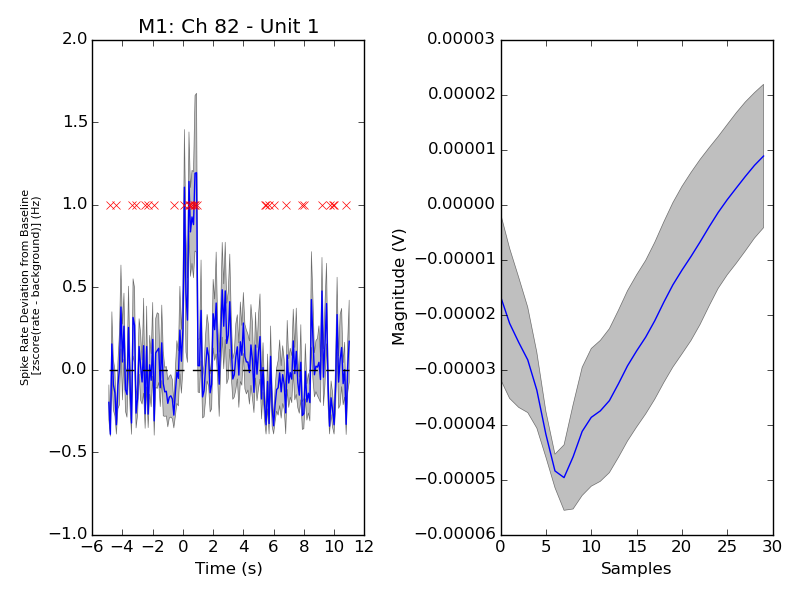 M1: Ch 82 - Unit 1
2.0
1.5
1.0
0.5
0.0
−0.5
−1.0
−6 −4 −2 0 2 4 6 8 10 12
Time (s)
Spike Rate Deviation from Baseline
[zscore(rate - background)] (Hz)
0.00003
0.00002
0.00001
0.00000
−0.00001
−0.00002
−0.00003
−0.00004
−0.00005
−0.00006
0 5 10 15 20 25 30
Samples
Magnitude (V)